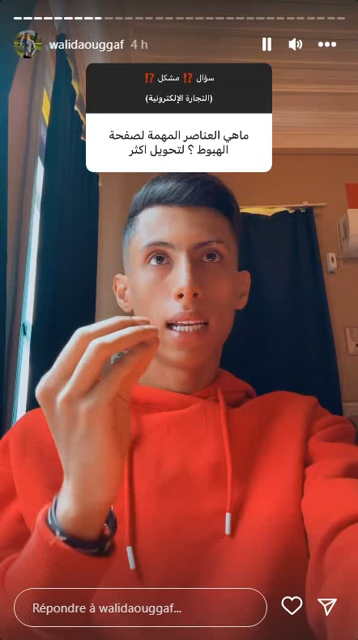 walidaouggaf 4 h
سؤال ⁉️ مشكل ⁉️
(التجارة الإلكترونية)
ماهي العناصر المهمة لصفحة
الهبوط ؟ لتحويل اكثر
Répondre à walidaouggaf...